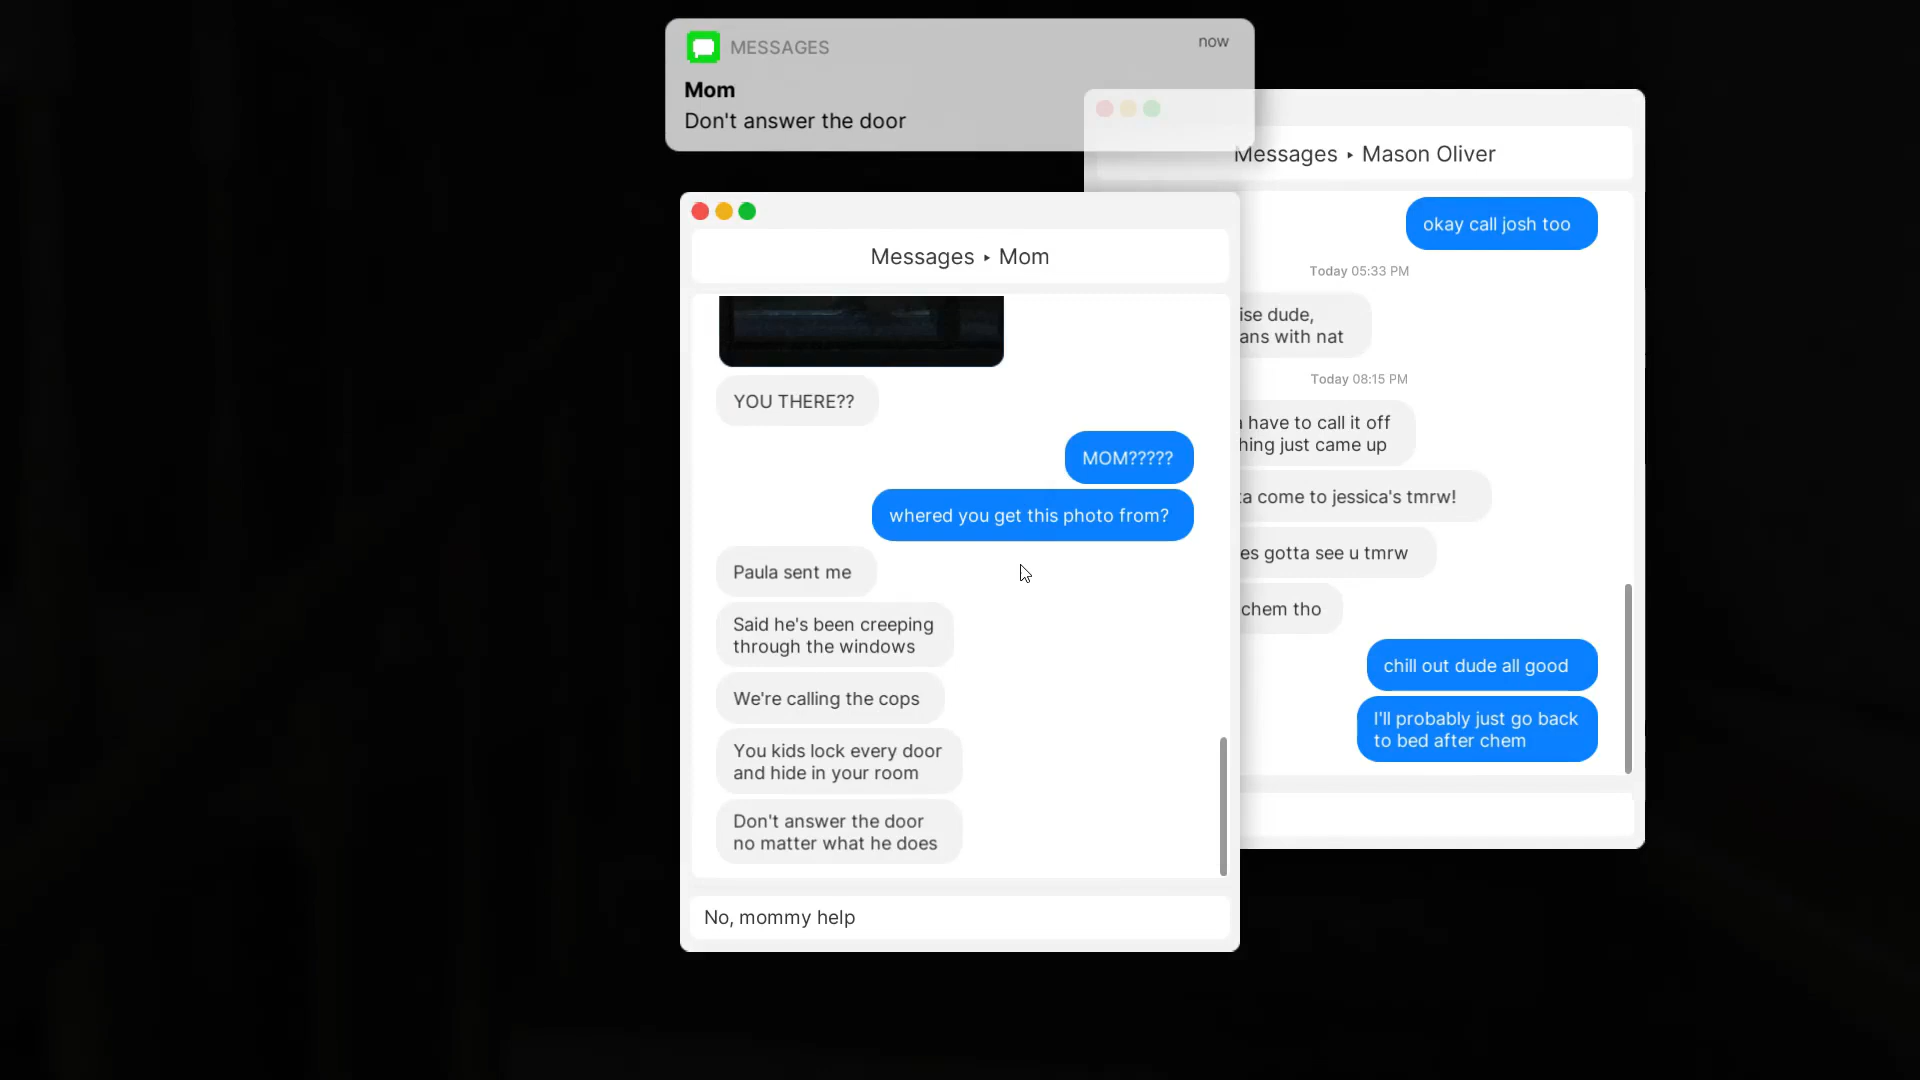 MESSAGES
now
Mom
Don't answer the door
Messages ▸ Mason Oliver
okay call josh too
Today 05:33 PM
dude,
with nat
Today 08:15 PM
have to call it off
just came up
come to jessica's tmrw!
gotta see u tmrw
chem tho
chill out dude all good
I'll probably just go back
to bed after chem
Messages ▸ Mom
YOU THERE??
MOM?????
whered you get this photo from?
Paula sent me
Said he's been creeping
through the windows
We're calling the cops
You kids lock every door
and hide in your room
Don't answer the door
no matter what he does
No, mommy help